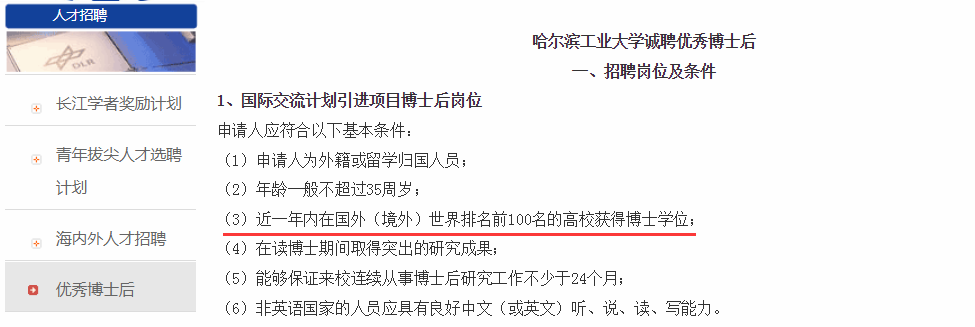 人才招聘
DLR
长江学者奖励计划
青年拔尖人才选聘
计划
海内外人才招聘
优秀博士后
哈尔滨工业大学诚聘优秀博士后
一、招聘岗位及条件
1、国际交流计划引进项目博士后岗位
申请人应符合以下基本条件：
（1）申请人为外籍或留学归国人员；
（2）年龄一般不超过35周岁；
（3）近一年内在国外（境外）世界排名前100名的高校获得博士学位；
（4）在读博士期间取得突出的研究成果；
（5）能够保证来校连续从事博士后研究工作不少于24个月；
（6）非英语国家的人员应具有良好中文（或英文）听、说、读、写能力。